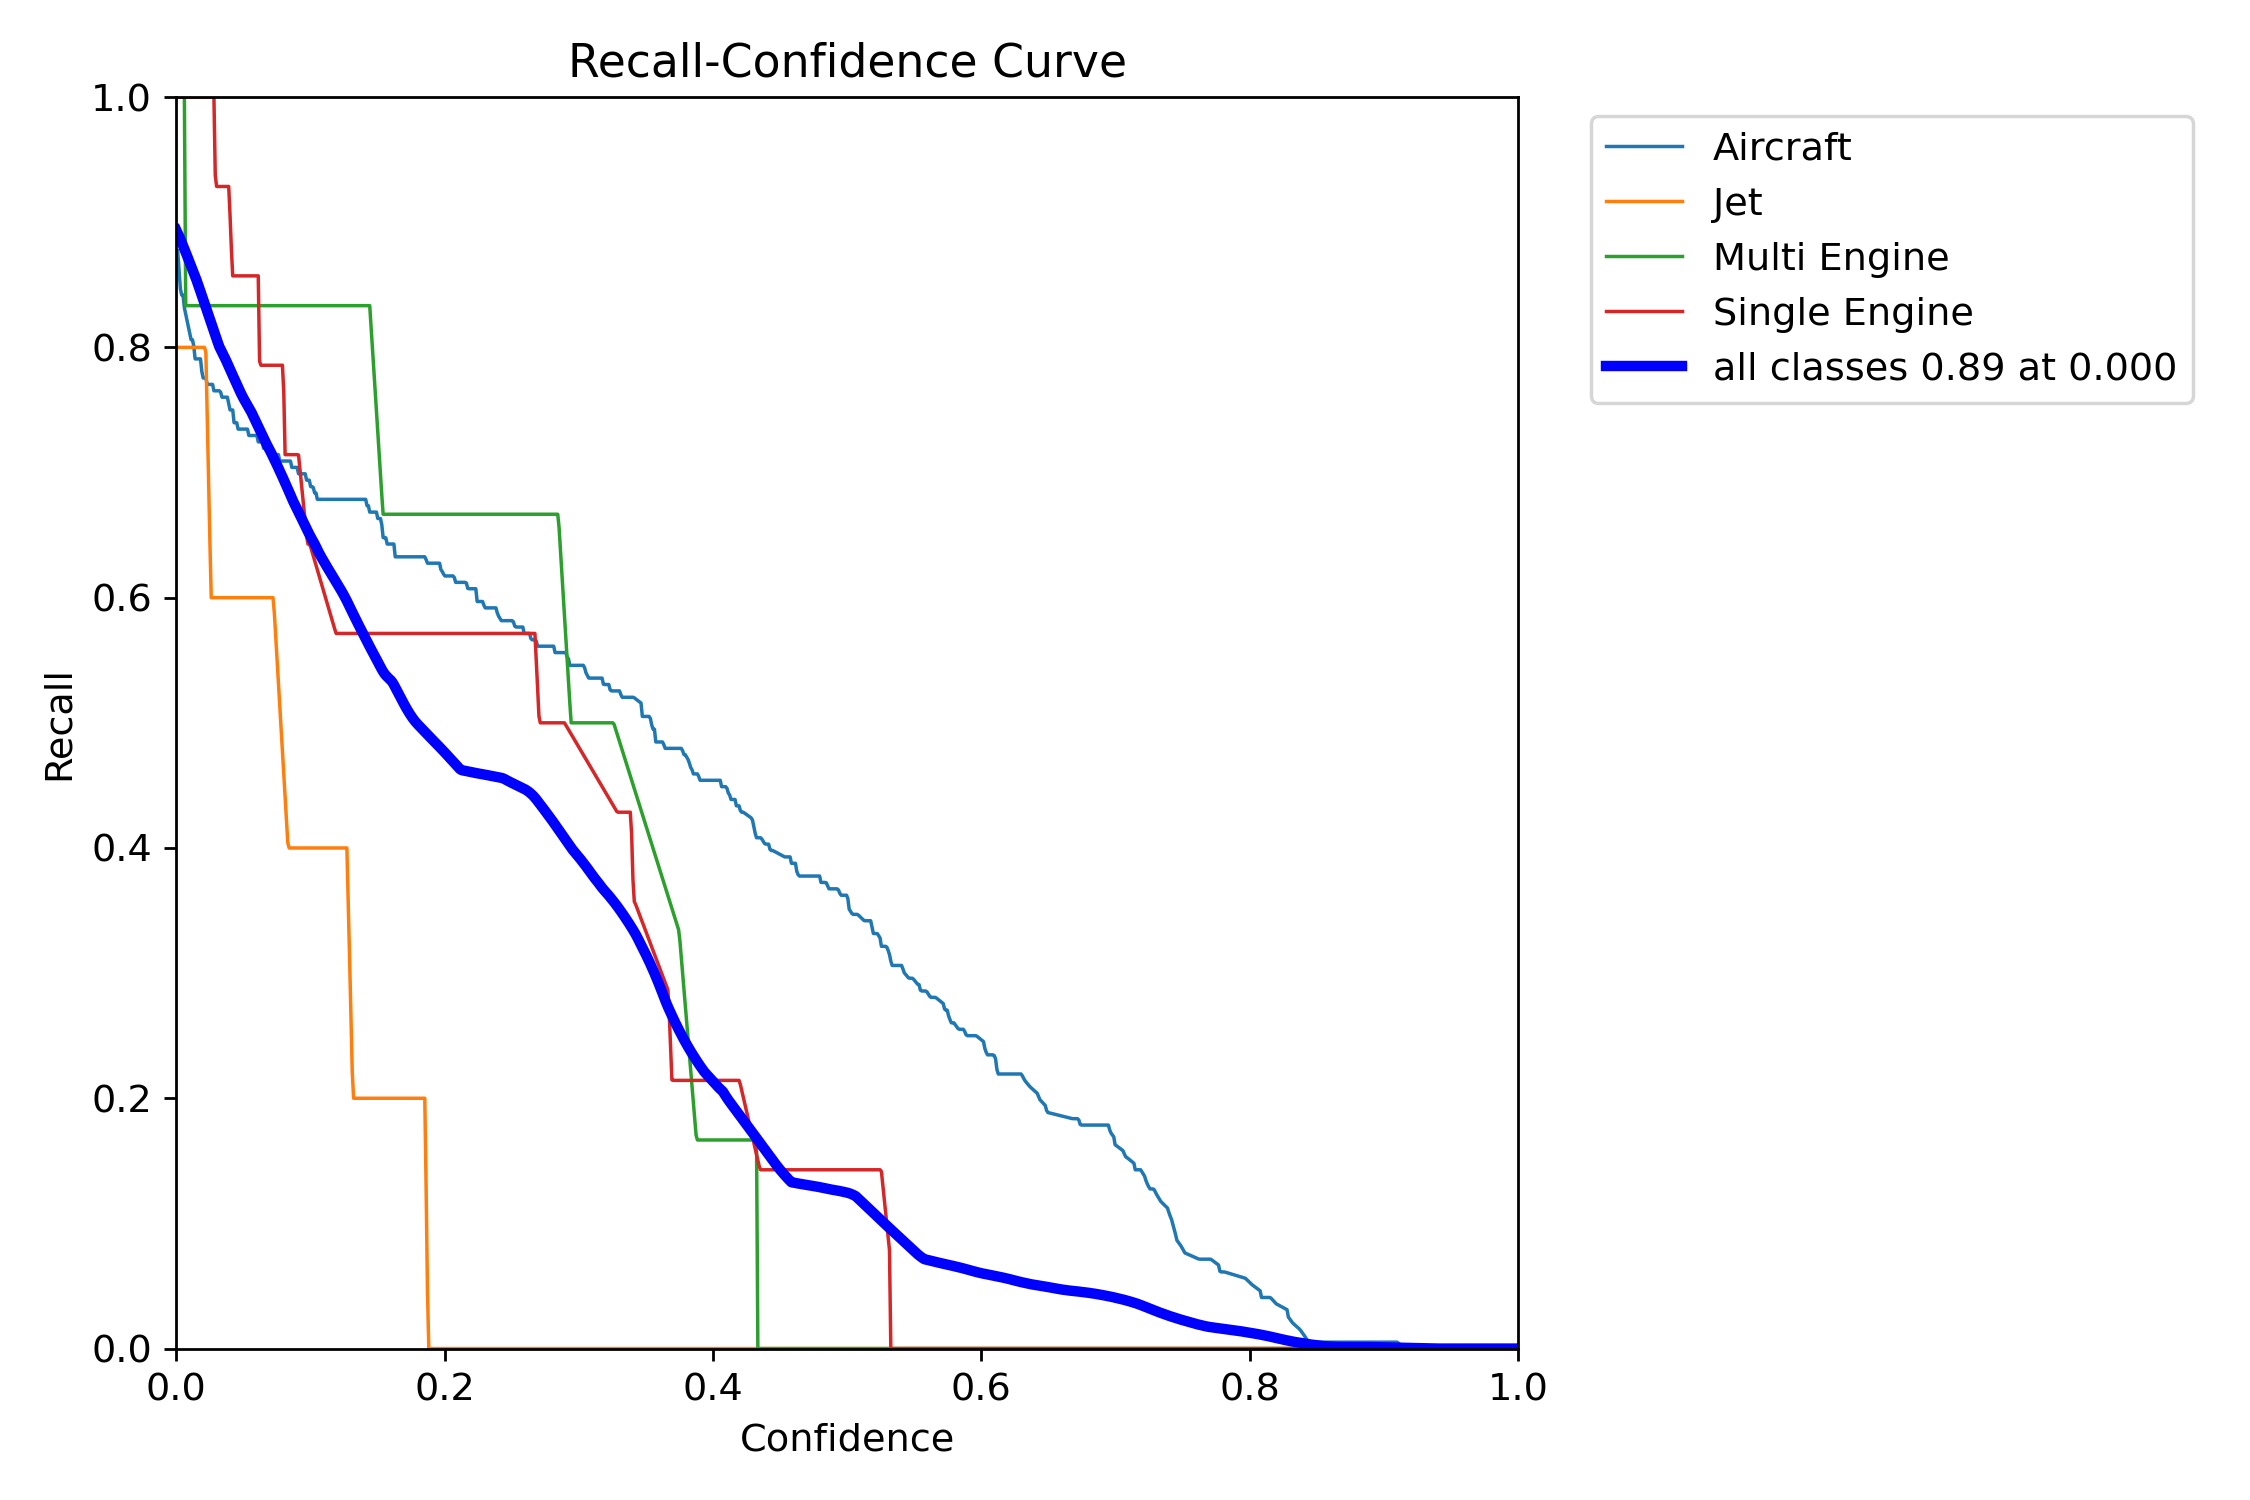 Recall-Confidence Curve
1.0
0.8
0.6
0.4
0.2
0.0
Recall
0.0 0.2 0.4 0.6 0.8 1.0
Confidence
Aircraft
Jet
Multi Engine
Single Engine
all classes 0.89 at 0.000